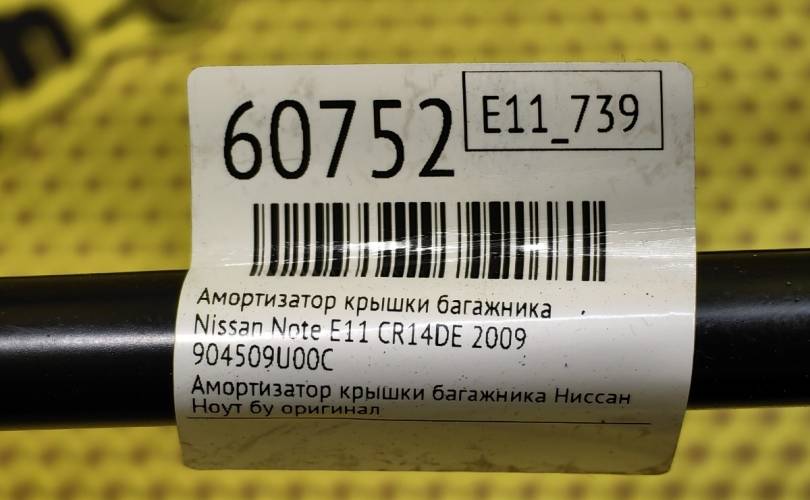 60752
E11_739
Амортизатор крышки багажника
Nissan Note E11 CR14DE 2009
904509U00C
Амортизатор крышки багажника Ниссан
Ноут бу оригинал